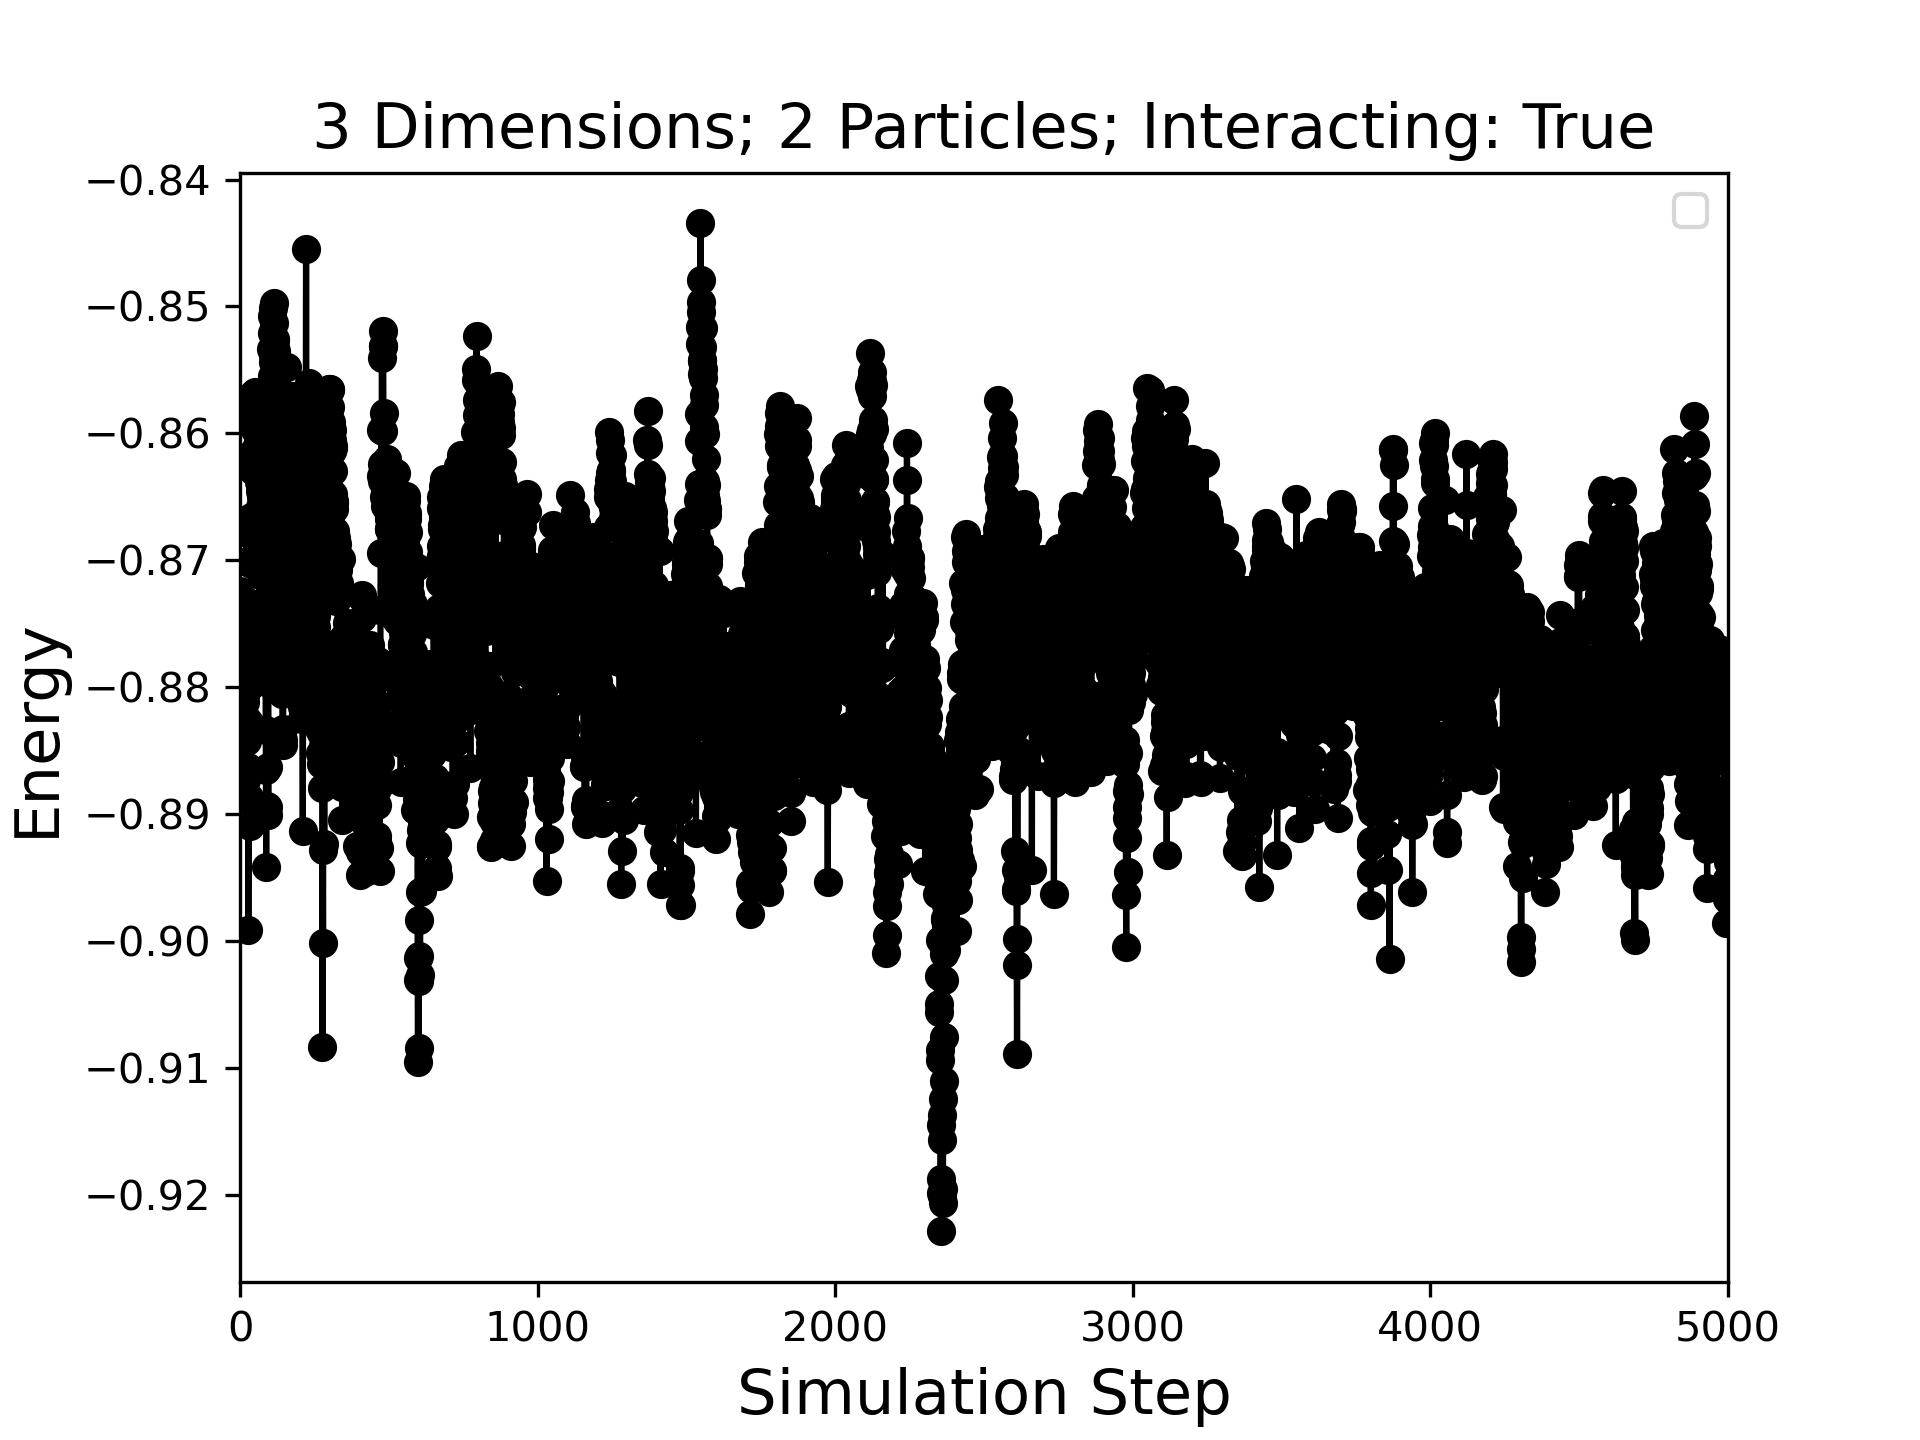 3 Dimensions; 2 Particles; Interacting: True
−0.84
−0.85
−0.86
−0.87
−0.88
−0.89
−0.90
−0.91
−0.92
Energy
0 1000 2000 3000 4000 5000
Simulation Step